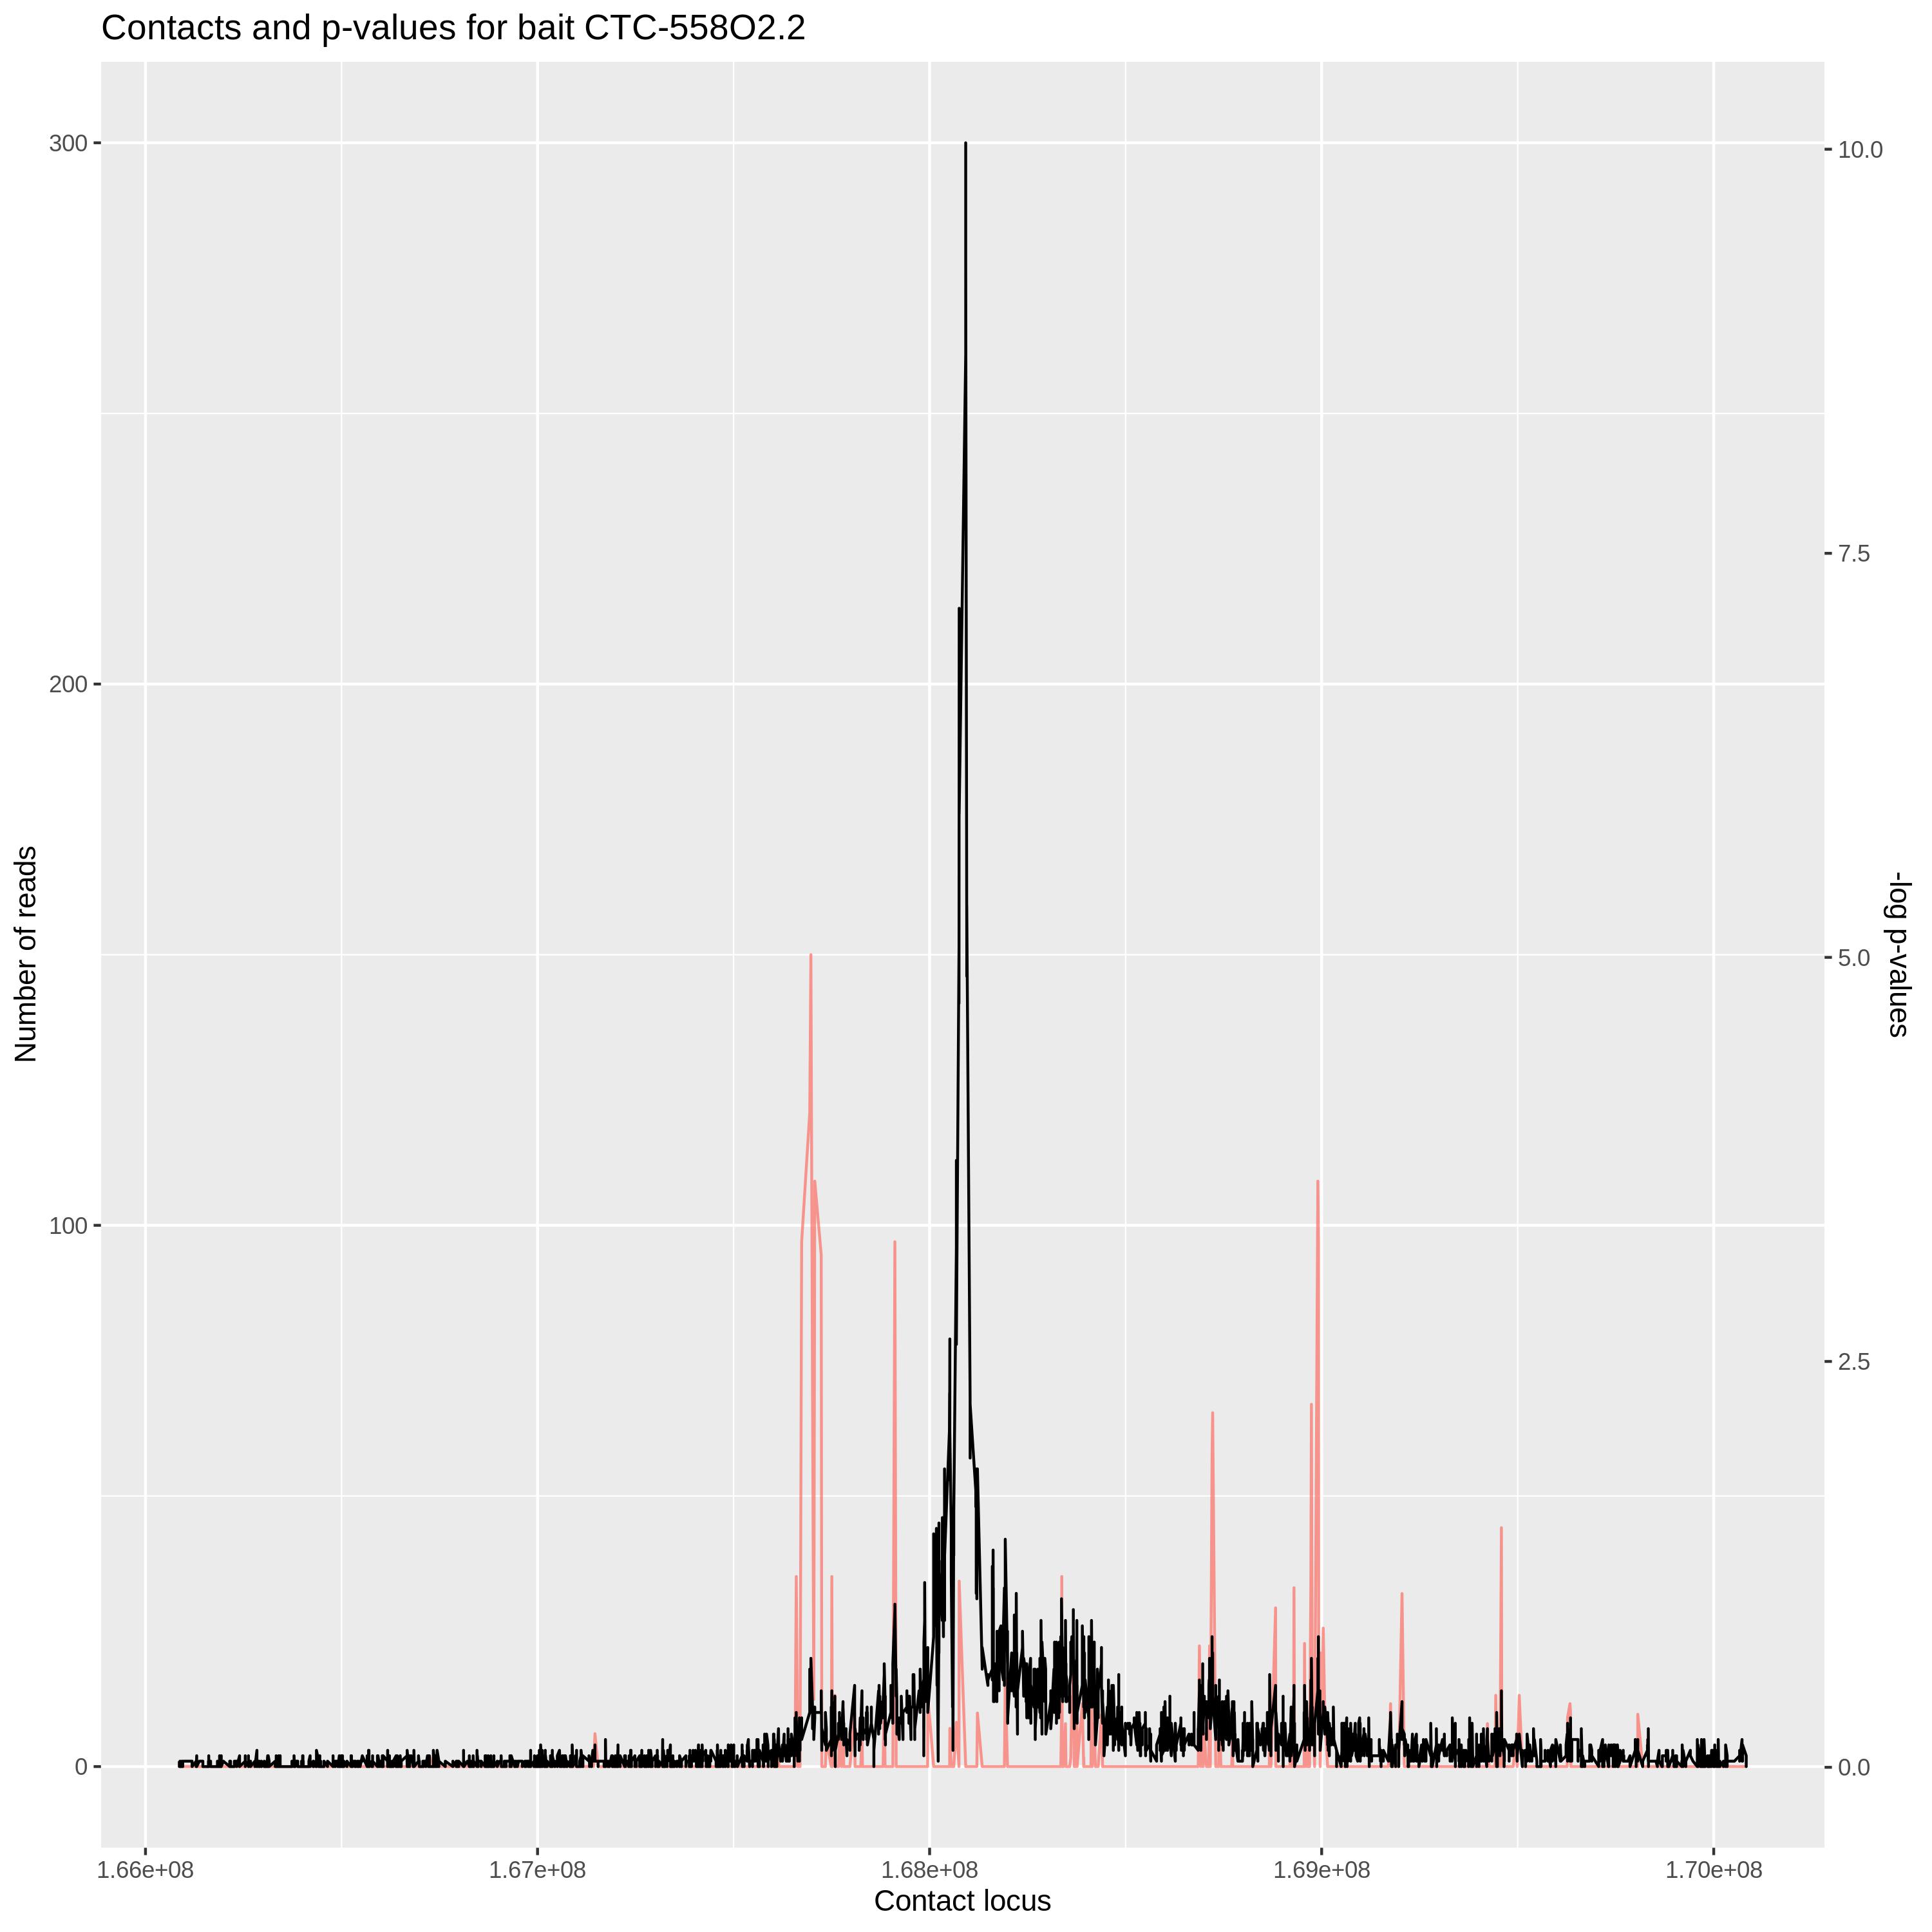 Contacts and p-values for bait CTC-558O2.2
300
200
100
0
Number of reads
10.0
7.5
5.0
2.5
0.0
-log p-values
1.66e+08
1.67e+08
1.68e+08
1.69e+08
1.70e+08
Contact locus